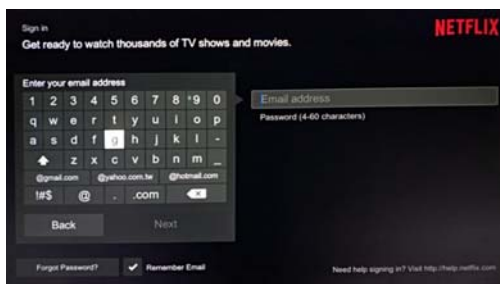 Sign in
NETFLIX
Get ready to watch thousands of TV shows and movies.
Enter your email address
1 2 3 4 5 6 7 8 9 0
q w e r t y u i o p
a s d f g h j k l -
z x c v b n m _
@gmail.com @yahoo.com.tw @hotmail.com
!#$ @ . .com
Back Next
Email address
Password (4-60 characters)
Forgot Password? Remember Email
Need help signing in? Visit http://help.netflix.com